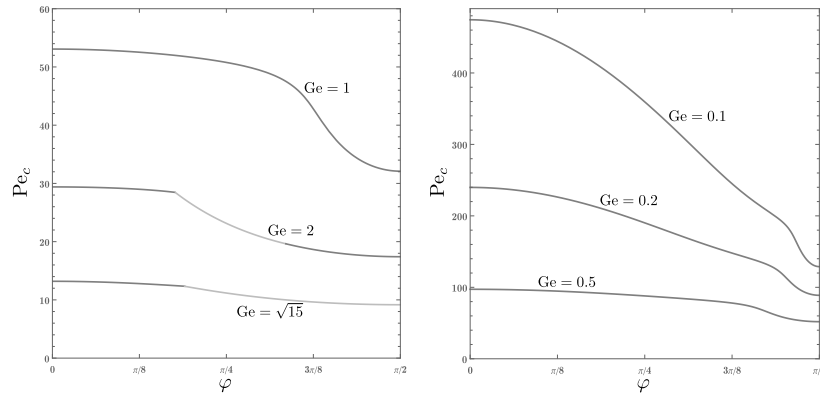 60
50
Ge = 1
40
Pe_c
30
20
Ge = 2
10
Ge = √15
0
0 π/8 π/4 3π/8 π/2
φ
400
Ge = 0.1
300
Pe_c
200
Ge = 0.2
100
Ge = 0.5
0
0 π/8 π/4 3π/8 π/
φ